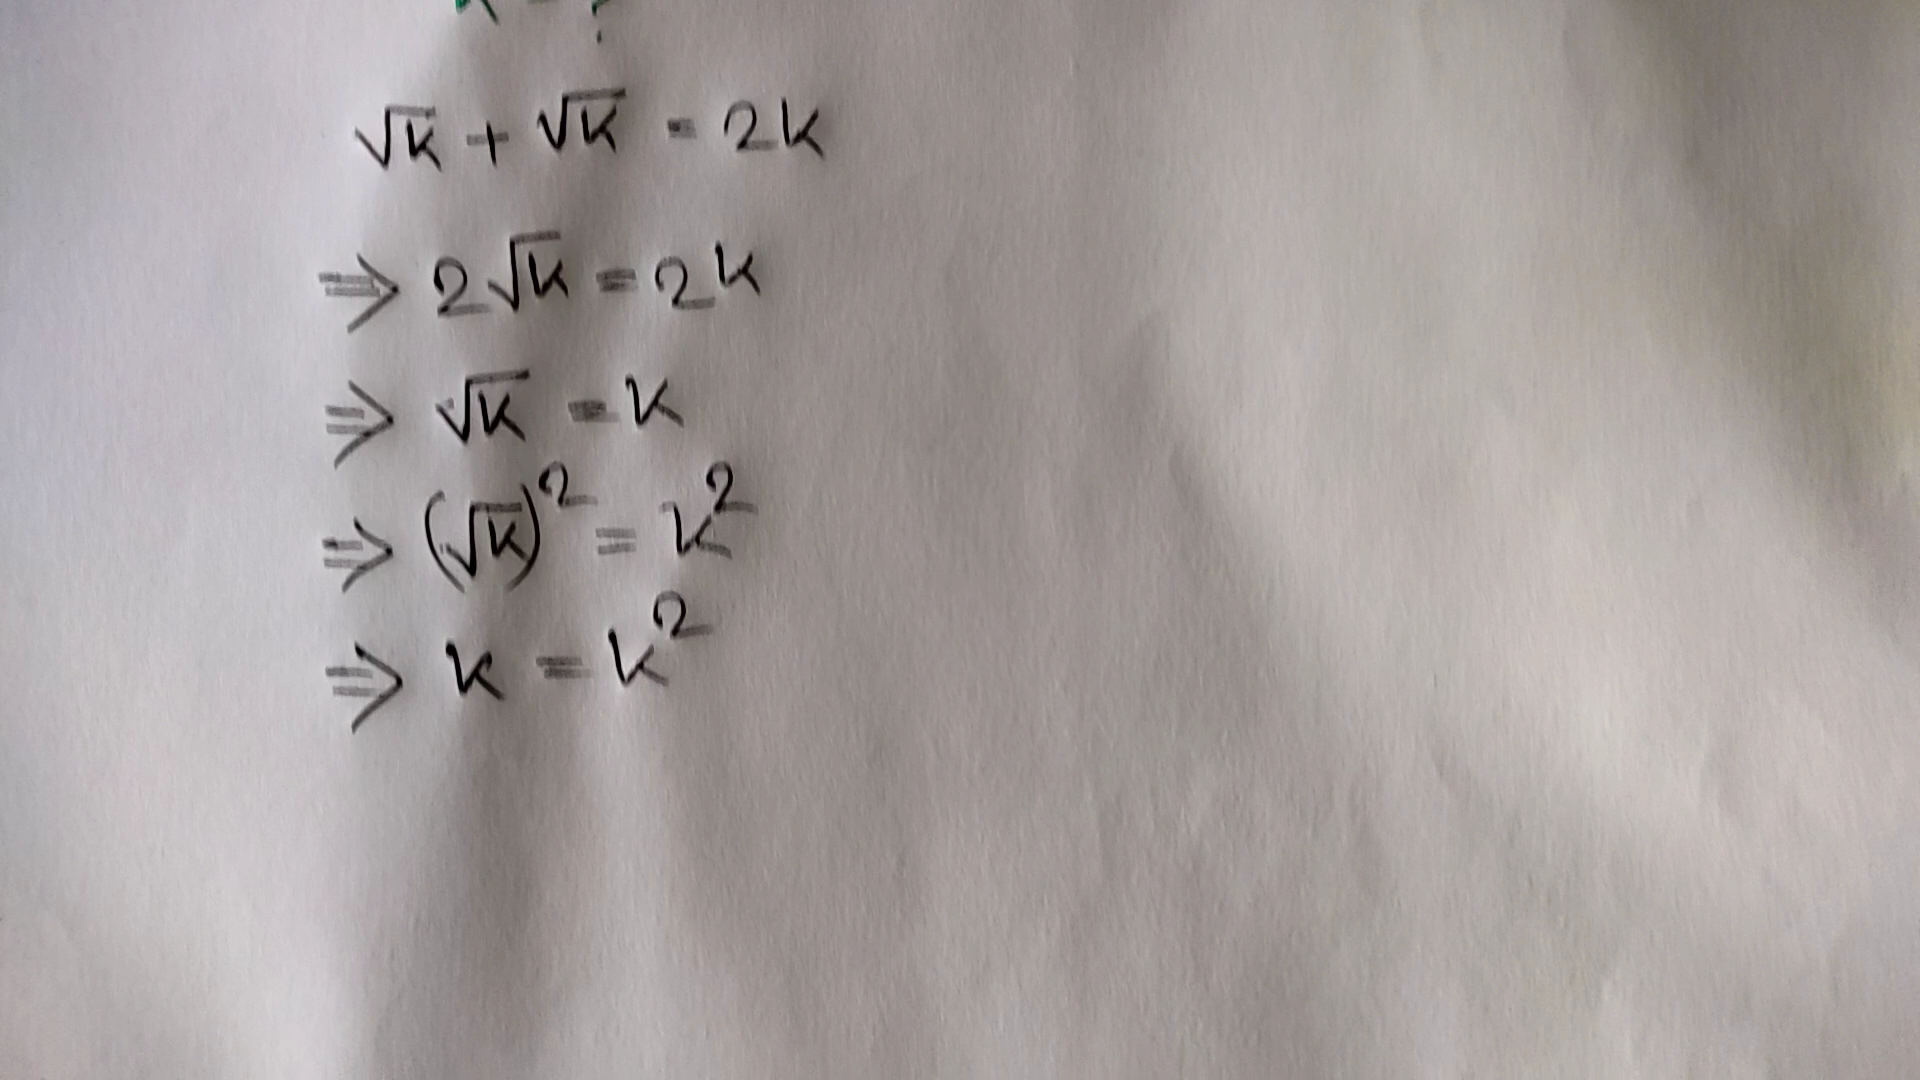 √k + √k = 2k
⇒ 2√k = 2k
⇒ √k = k
⇒ (√k)² = k²
⇒ k = k²